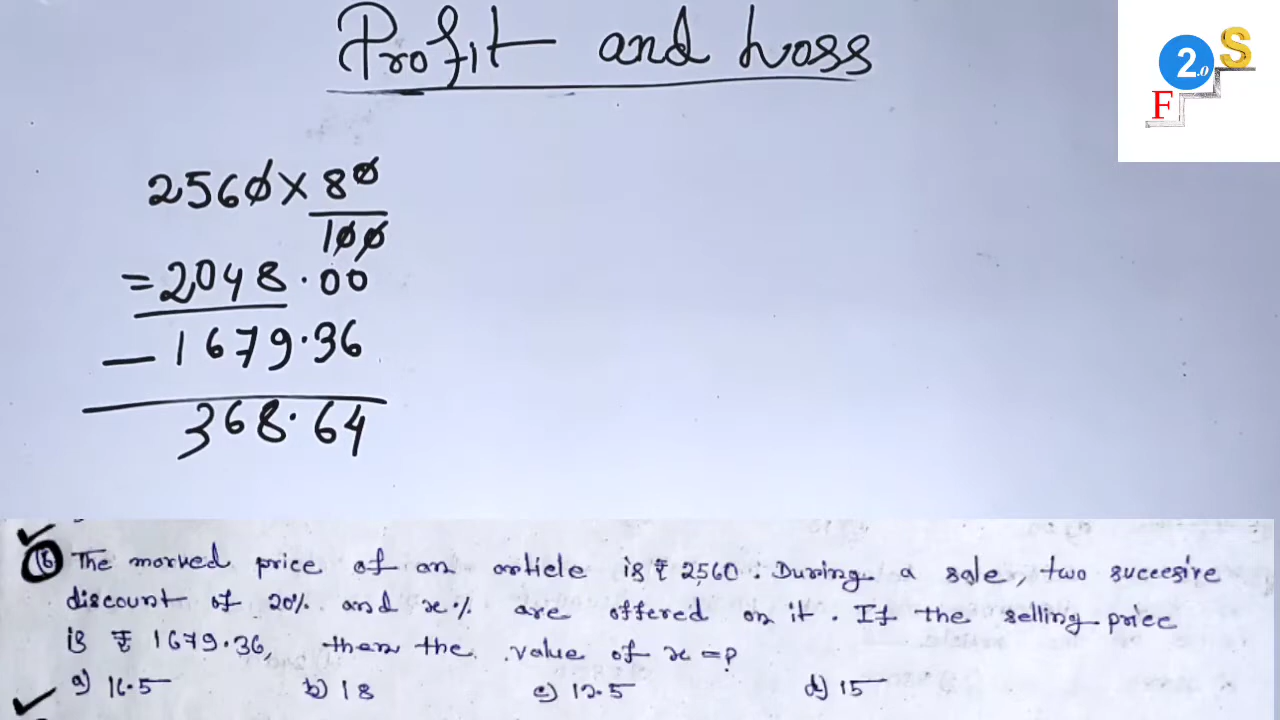 Profit and Loss
F 2.0 S
2560 × 80
100
= 2048.00
— 1679.36
368.64
16) The morved price of an article is ₹ 2560. During a sale, two succesire
discount of 20% and x% are offered on it. If the selling price
is ₹ 1679.36, then the value of x = ?
a) 16.5 b) 18 c) 12.5 d) 15